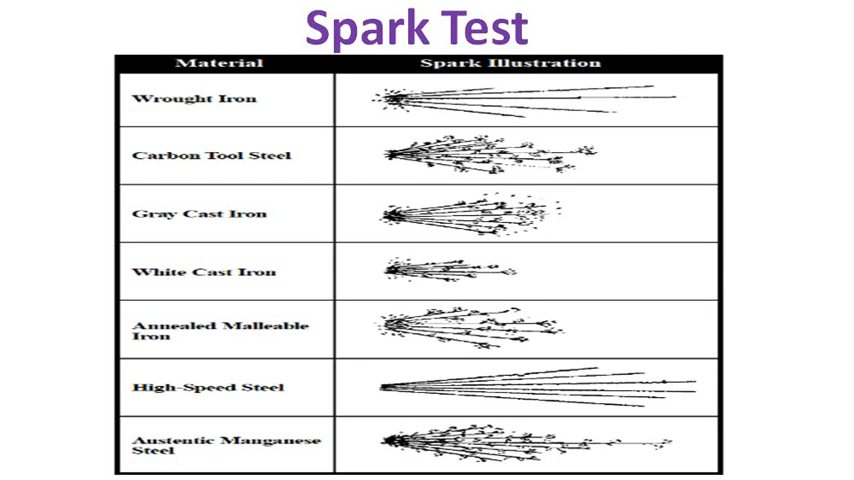 Spark Test
Material Spark Illustration
Wrought Iron
Carbon Tool Steel
Gray Cast Iron
White Cast Iron
Annealed Malleable
Iron
High-Speed Steel
Austentic Manganese
Steel